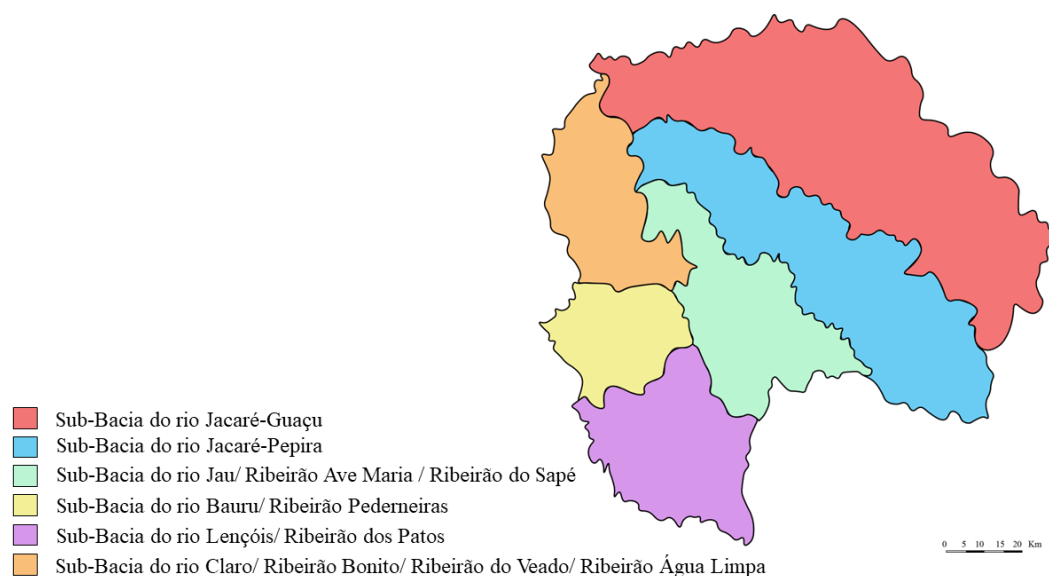 Sub-Bacia do rio Jacaré-Guaçu
Sub-Bacia do rio Jacaré-Pepira
Sub-Bacia do rio Jau/ Ribeirão Ave Maria / Ribeirão do Sapé
Sub-Bacia do rio Bauru/ Ribeirão Pederneiras
Sub-Bacia do rio Lençóis/ Ribeirão dos Patos
Sub-Bacia do rio Claro/ Ribeirão Bonito/ Ribeirão do Veado/ Ribeirão Água Limpa
0 5 10 15 20 Km